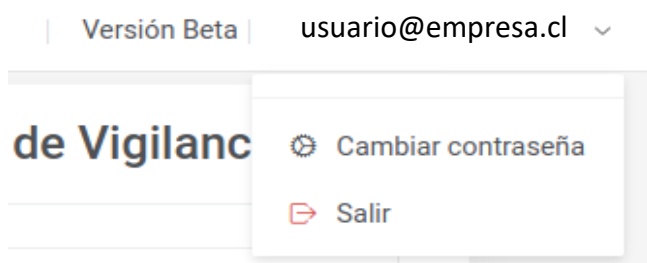 Versión Beta
usuario@empresa.cl
de Vigilanc
Cambiar contraseña
Salir